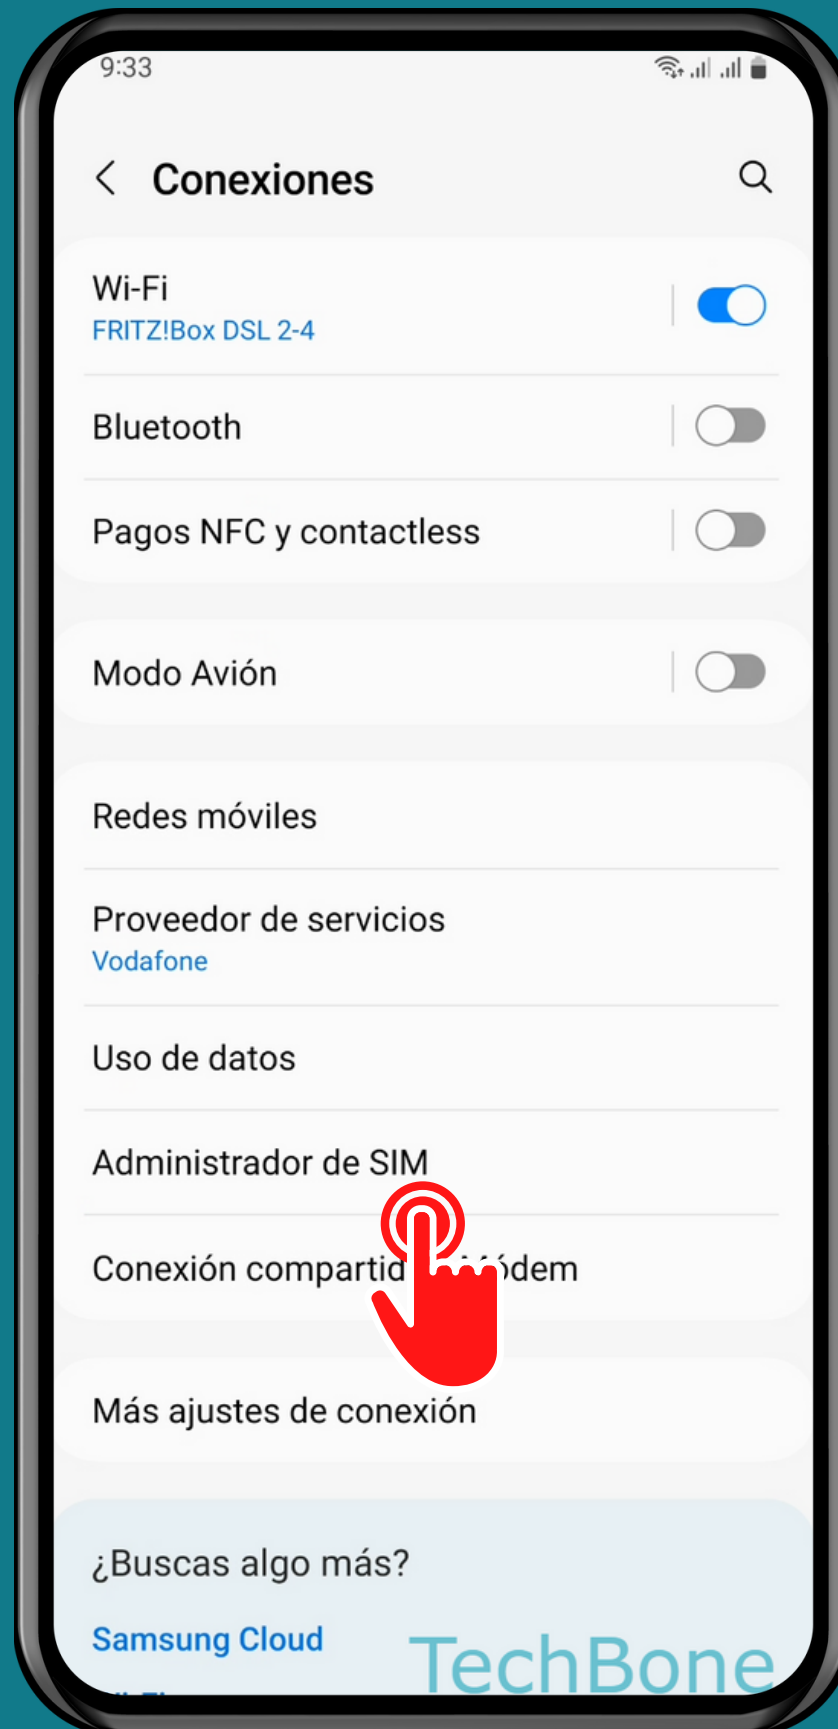 9:33
Conexiones
Wi-Fi
FRITZ!Box DSL 2-4
Bluetooth
Pagos NFC y contactless
Modo Avión
Redes móviles
Proveedor de servicios
Vodafone
Uso de datos
Administrador de SIM
Conexión compartid
Más ajustes de conexión
¿Buscas algo más?
Samsung Cloud
TechBone